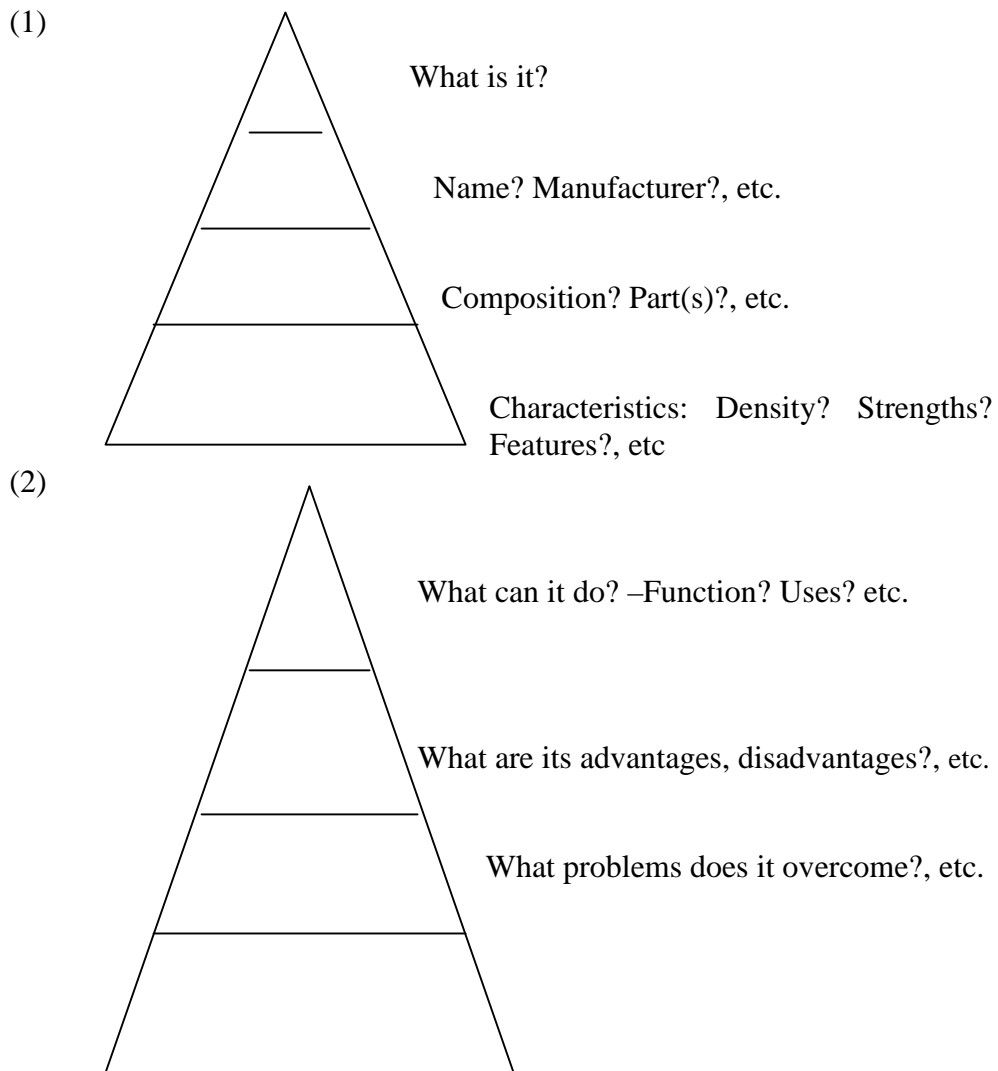 (1)
What is it?
Name? Manufacturer?, etc.
Composition? Part(s)?, etc.
Characteristics: Density? Strengths?
Features?, etc
(2)
What can it do? –Function? Uses? etc.
What are its advantages, disadvantages?, etc.
What problems does it overcome?, etc.